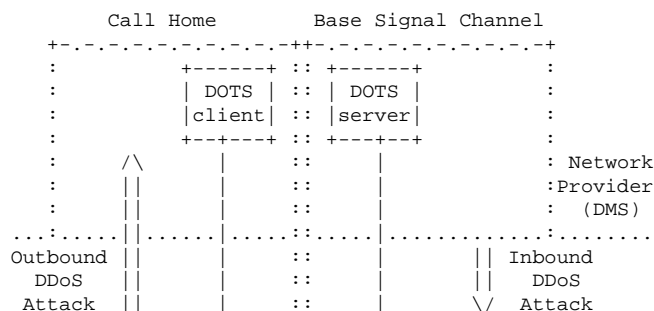 Call Home Base Signal Channel
+-.-.-.-.-.-.-.-.-++-.-.-.-.-.-.-.-.-+
: +------+ :: +------+ :
: | DOTS | :: | DOTS | :
: |client| :: |server| :
: +--+---+ :: +---+--+ :
: /\ | :: | : Network
: || | :: | :Provider
: || | :: | : (DMS)
...:.....||......|.....::.....|.............:........
Outbound || | :: | || Inbound
DDoS || | :: | || DDoS
Attack || | :: | \/ Attack